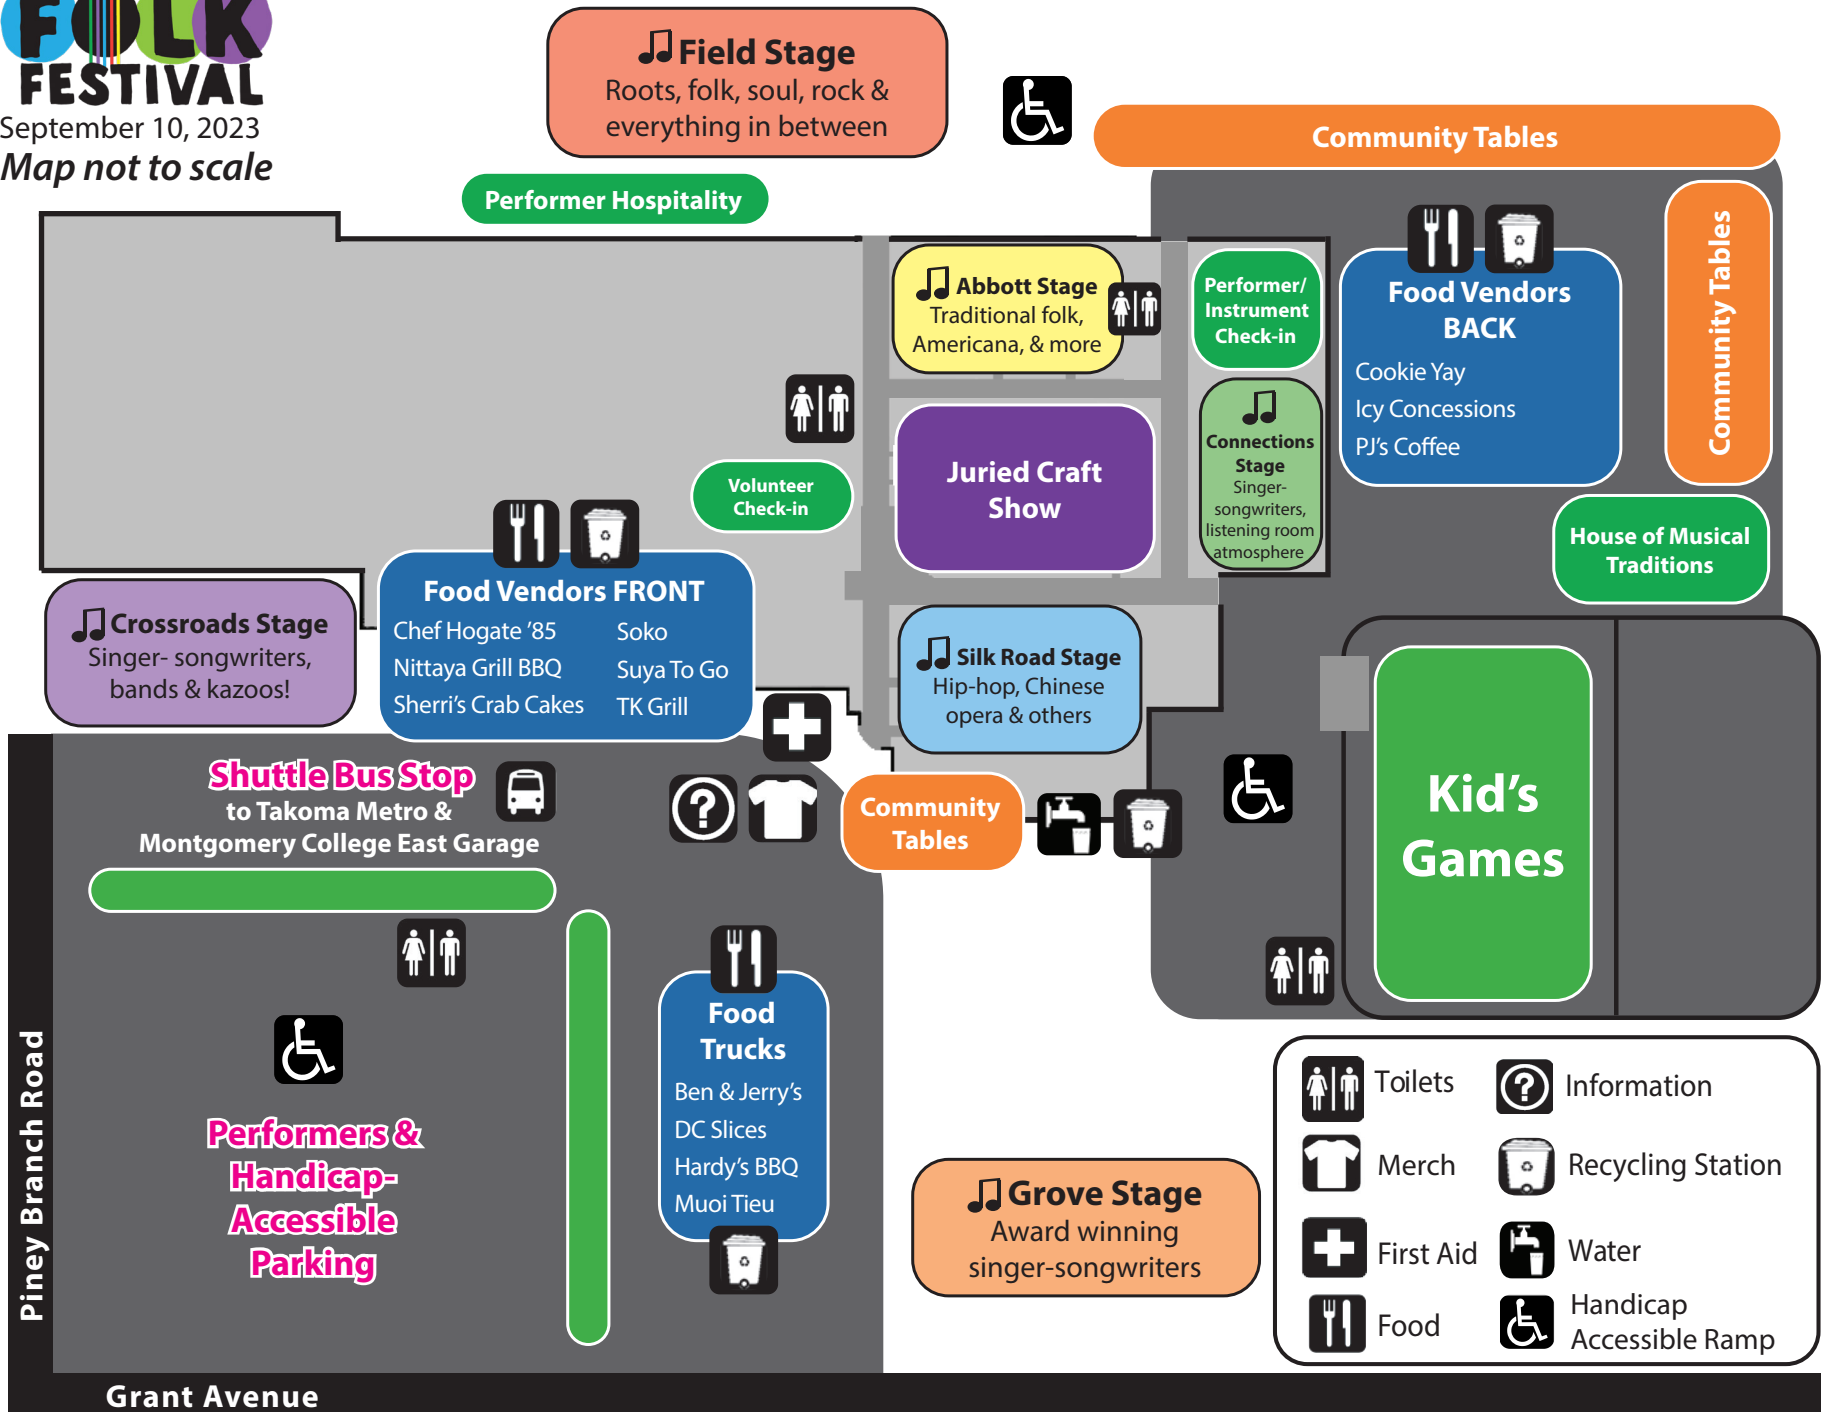 FOLK
FESTIVAL
September 10, 2023
Map not to scale
Field Stage
Roots, folk, soul, rock &
everything in between
Community Tables
Performer Hospitality
Community Tables
Abbott Stage
Traditional folk,
Americana, & more
Performer/
Instrument
Check-in
Food Vendors
BACK
Cookie Yay
Icy Concessions
PJ's Coffee
Connections
Stage
Singer-
songwriters,
listening room
atmosphere
Juried Craft
Show
Volunteer
Check-in
House of Musical
Traditions
Food Vendors FRONT
Chef Hogate ’85
Nittaya Grill BBQ
Sherri’s Crab Cakes
Soko
Suya To Go
TK Grill
Crossroads Stage
Singer- songwriters,
bands & kazoos!
Silk Road Stage
Hip-hop, Chinese
opera & others
Shuttle Bus Stop
to Takoma Metro &
Montgomery College East Garage
Community
Tables
Kid’s
Games
Food
Trucks
Ben & Jerry’s
DC Slices
Hardy’s BBQ
Muoi Tieu
Performers &
Handicap-
Accessible
Parking
Piney Branch Road
Grove Stage
Award winning
singer-songwriters
Toilets
Information
Merch
Recycling Station
First Aid
Water
Food
Handicap
Accessible Ramp
Grant Avenue